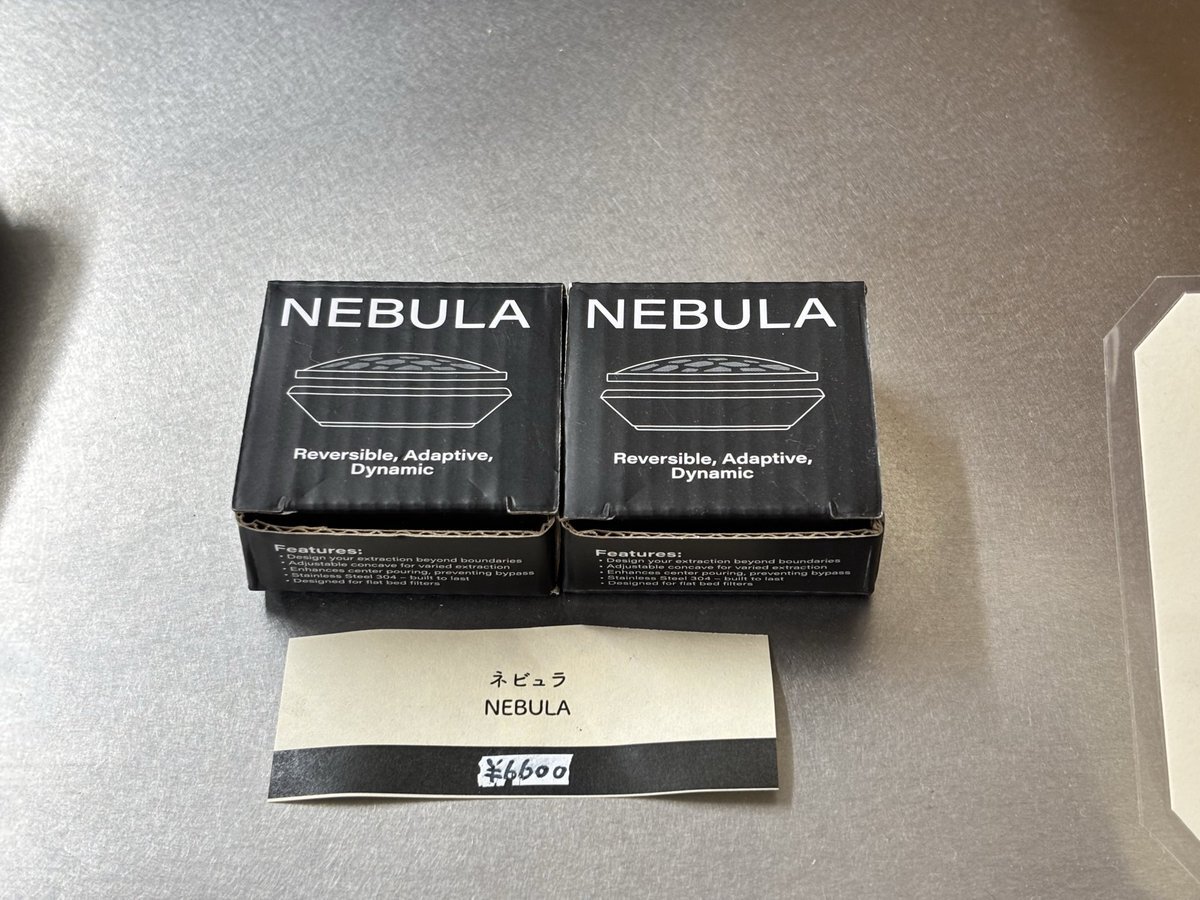 NEBULA
Reversible, Adaptive,
Dynamic
Features:
• Design your extraction beyond boundaries
• Adjustable concave for varied extraction
• Enhances center pouring, preventing bypass
• Stainless Steel 304 – built to last
• Designed for flat bed filters
NEBULA
Reversible, Adaptive,
Dynamic
Features:
• Design your extraction beyond boundaries
• Adjustable concave for varied extraction
• Enhances center pouring, preventing bypass
• Stainless Steel 304 – built to last
• Designed for flat bed filters
ネビュラ
NEBULA
¥6600